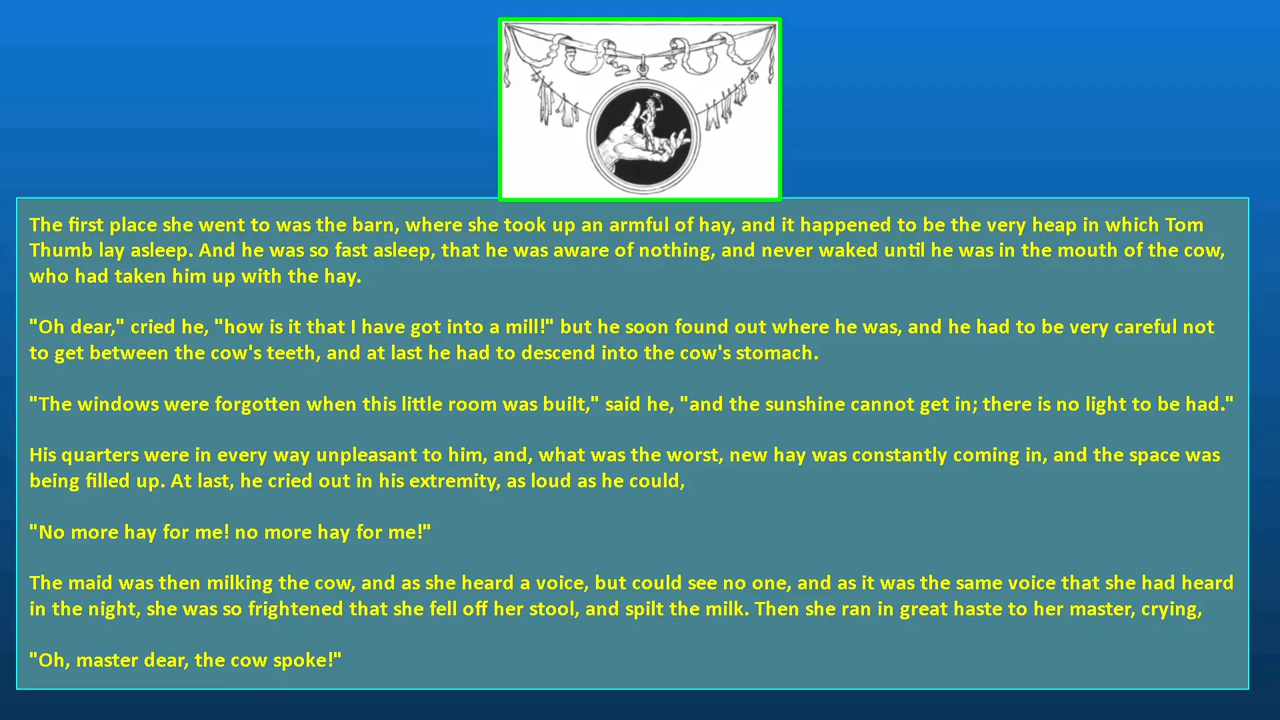 The first place she went to was the barn, where she took up an armful of hay, and it happened to be the very heap in which Tom
Thumb lay asleep. And he was so fast asleep, that he was aware of nothing, and never waked until he was in the mouth of the cow,
who had taken him up with the hay.
"Oh dear," cried he, "how is it that I have got into a mill!" but he soon found out where he was, and he had to be very careful not
to get between the cow's teeth, and at last he had to descend into the cow's stomach.
"The windows were forgotten when this little room was built," said he, "and the sunshine cannot get in; there is no light to be had."
His quarters were in every way unpleasant to him, and, what was the worst, new hay was constantly coming in, and the space was
being filled up. At last, he cried out in his extremity, as loud as he could,
"No more hay for me! no more hay for me!"
The maid was then milking the cow, and as she heard a voice, but could see no one, and as it was the same voice that she had heard
in the night, she was so frightened that she fell off her stool, and spilt the milk. Then she ran in great haste to her master, crying,
"Oh, master dear, the cow spoke!"